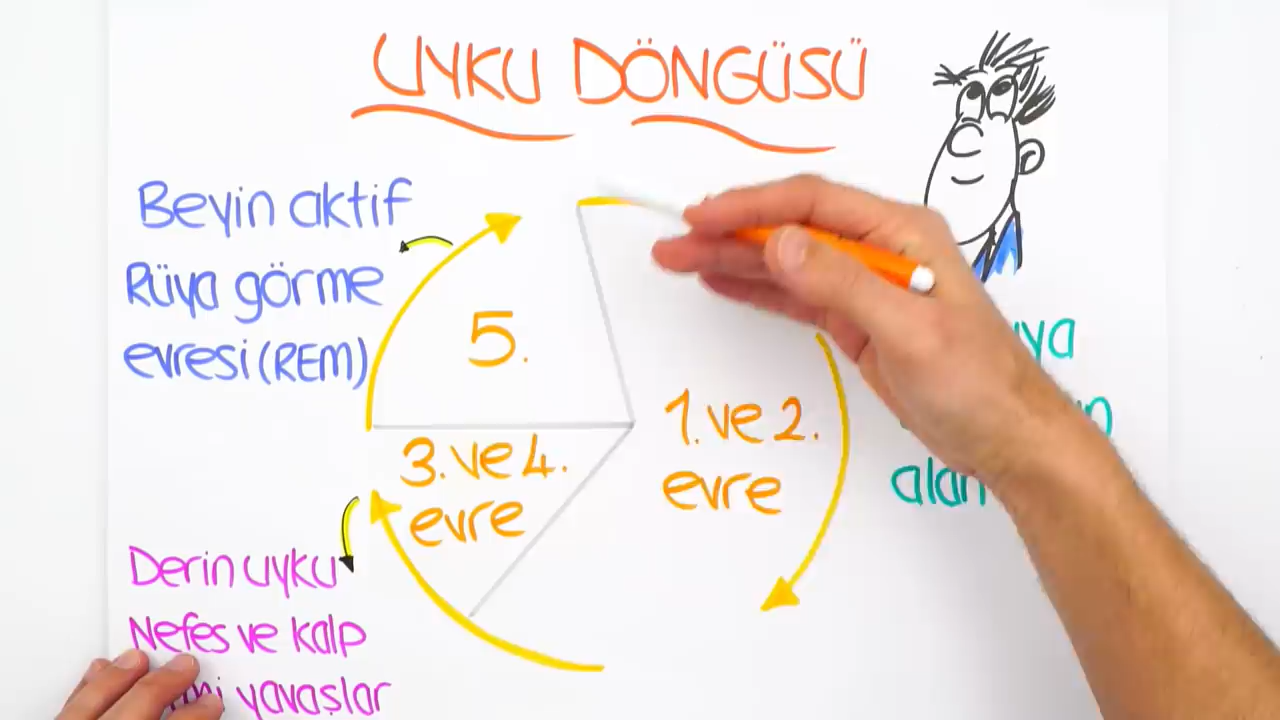 UYKU DÖNGÜSÜ
Beyin aktif
Rüya görme
evresi (REM)
5.
1. ve 2.
evre
3. ve 4.
evre
Derin uyku
Nefes ve kalp
yavaşlar